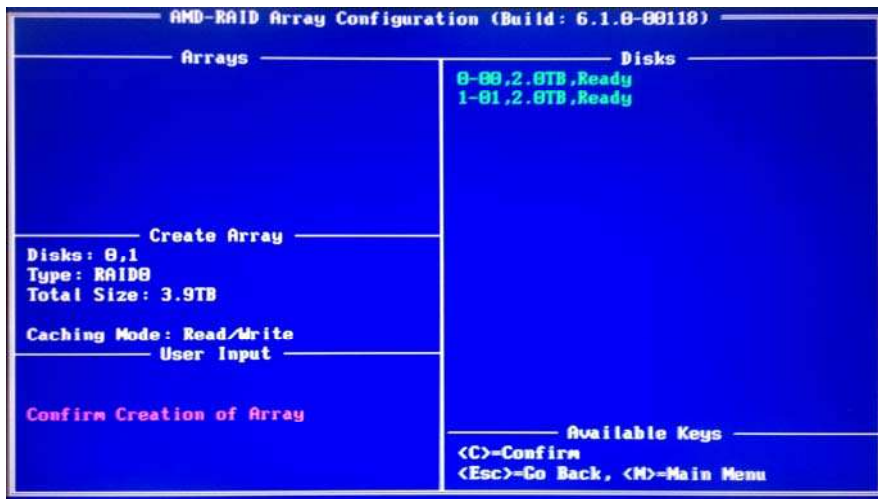 AMD-RAID Array Configuration (Build: 6.1.0-00118)
Arrays
Disks
0-00,2.0TB,Ready
1-01,2.0TB,Ready
Create Array
Disks: 0,1
Type: RAID0
Total Size: 3.9TB
Caching Mode: Read/Write
User Input
Confirm Creation of Array
Available Keys
<C>=Confirm
<Esc>=Go Back, <M>=Main Menu